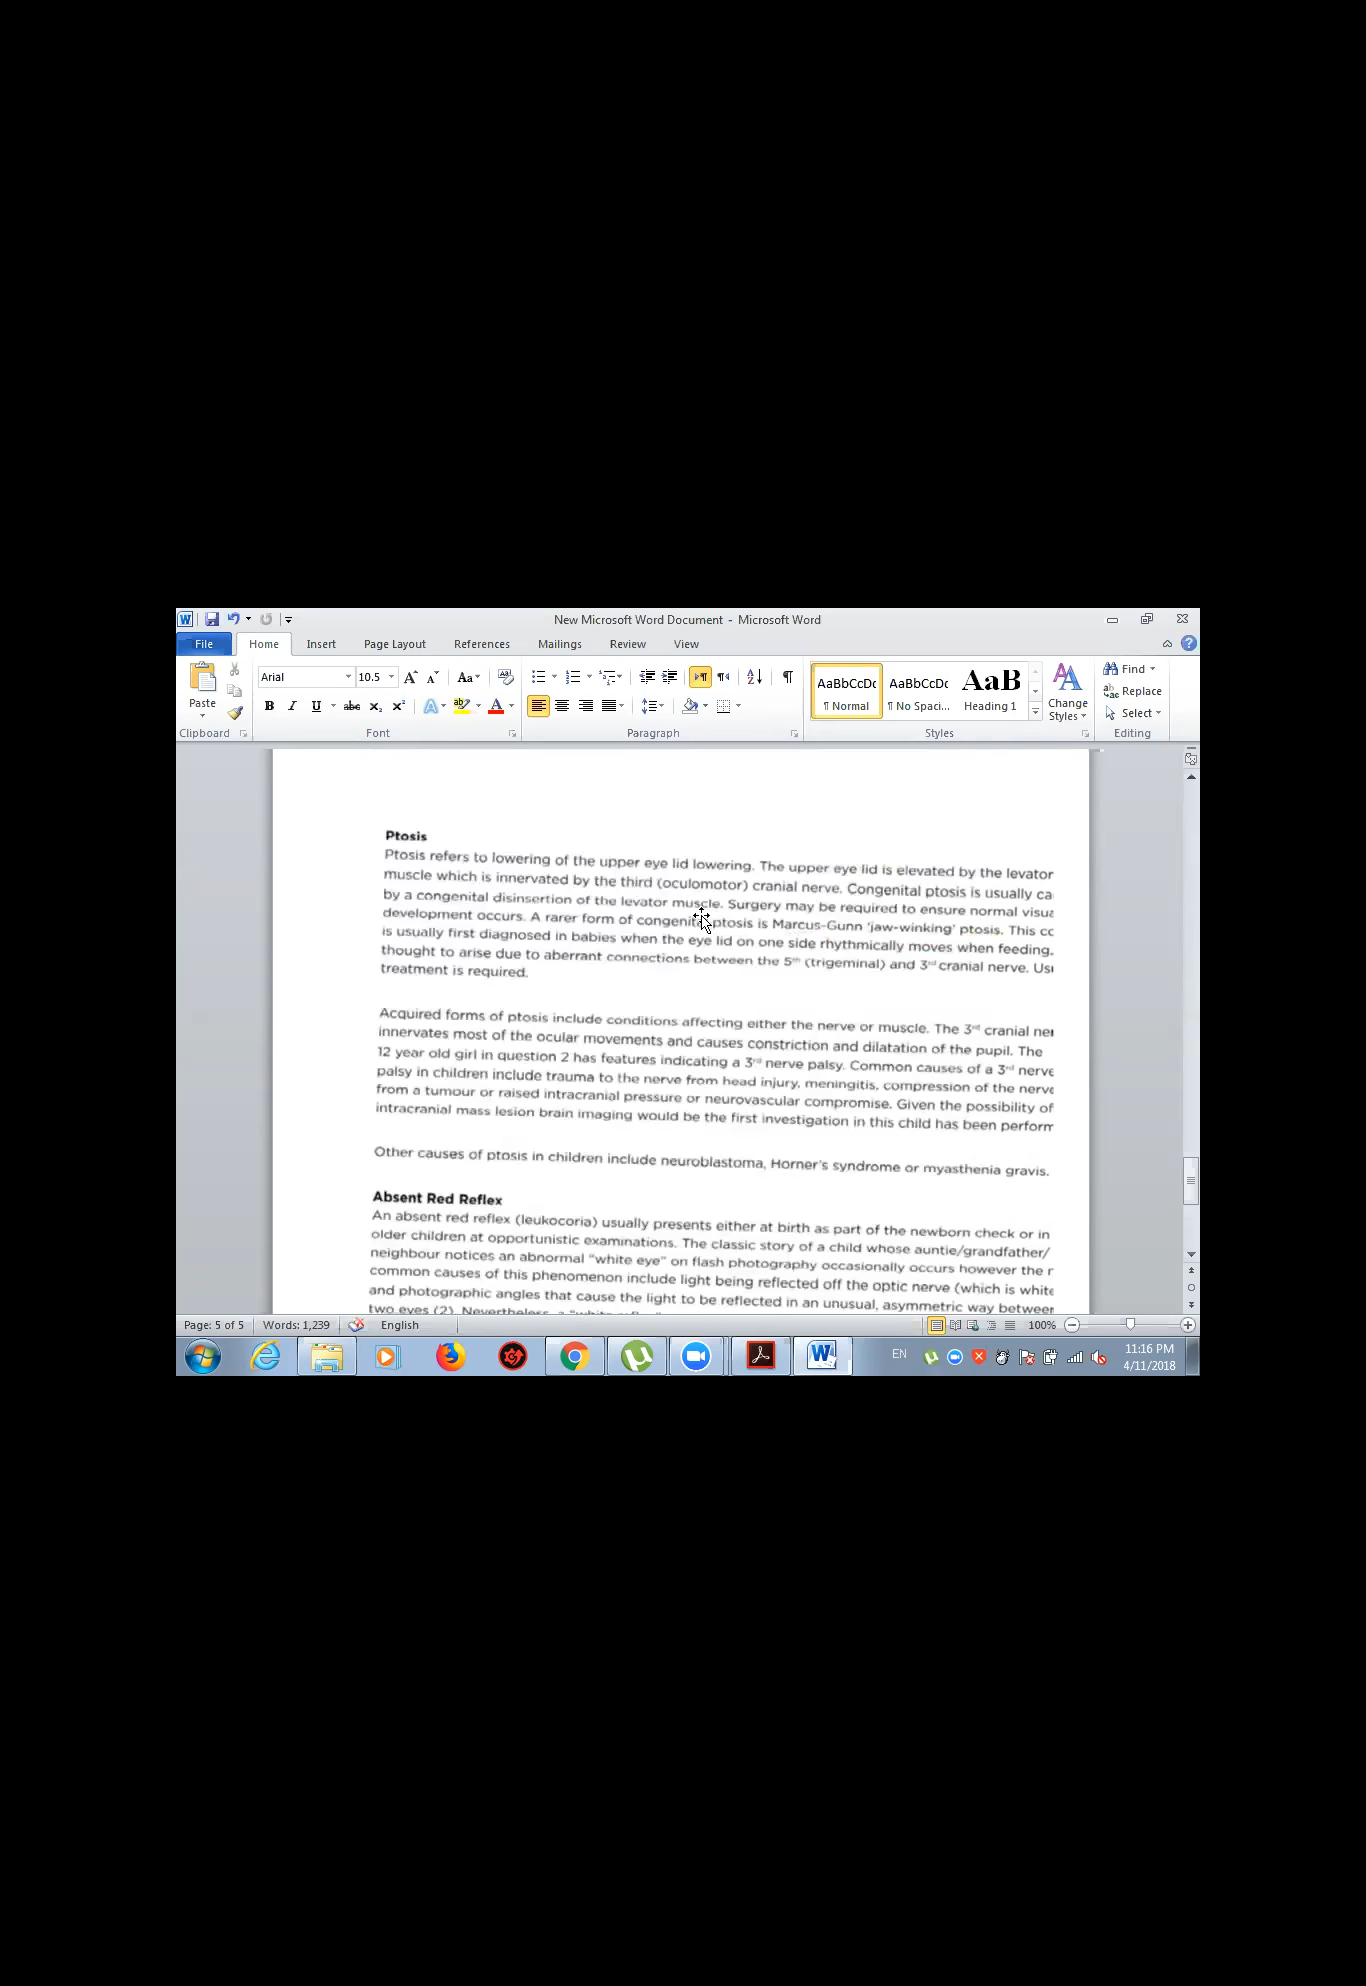 New Microsoft Word Document - Microsoft Word
File Home Insert Page Layout References Mailings Review View
Arial 10.5
Paste
AaBbCcDc AaBbCcDc AaB
¶ Normal ¶ No Spaci... Heading 1
Change Styles
Find
Replace
Select
Clipboard Font Paragraph Styles Editing
Ptosis
Ptosis refers to lowering of the upper eye lid lowering. The upper eye lid is elevated by the levator
muscle which is innervated by the third (oculomotor) cranial nerve. Congenital ptosis is usually ca
by a congenital disinsertion of the levator muscle. Surgery may be required to ensure normal visua
development occurs. A rarer form of congenital ptosis is Marcus-Gunn 'jaw-winking' ptosis. This co
is usually first diagnosed in babies when the eye lid on one side rhythmically moves when feeding.
thought to arise due to aberrant connections between the 5th (trigeminal) and 3rd cranial nerve. Usu
treatment is required.
Acquired forms of ptosis include conditions affecting either the nerve or muscle. The 3rd cranial ner
innervates most of the ocular movements and causes constriction and dilatation of the pupil. The
12 year old girl in question 2 has features indicating a 3rd nerve palsy. Common causes of a 3rd nerve
palsy in children include trauma to the nerve from head injury, meningitis, compression of the nerve
from a tumour or raised intracranial pressure or neurovascular compromise. Given the possibility of
intracranial mass lesion brain imaging would be the first investigation in this child has been perform
Other causes of ptosis in children include neuroblastoma, Horner's syndrome or myasthenia gravis.
Absent Red Reflex
An absent red reflex (leukocoria) usually presents either at birth as part of the newborn check or in
older children at opportunistic examinations. The classic story of a child whose auntie/grandfather/
neighbour notices an abnormal "white eye" on flash photography occasionally occurs however the
common causes of this phenomenon include light being reflected off the optic nerve (which is white
and photographic angles that cause the light to be reflected in an unusual, asymmetric way between
two eyes (2). Nevertheless, a
Page: 5 of 5 Words: 1,239 English 100%
EN
11:16 PM
4/11/2018